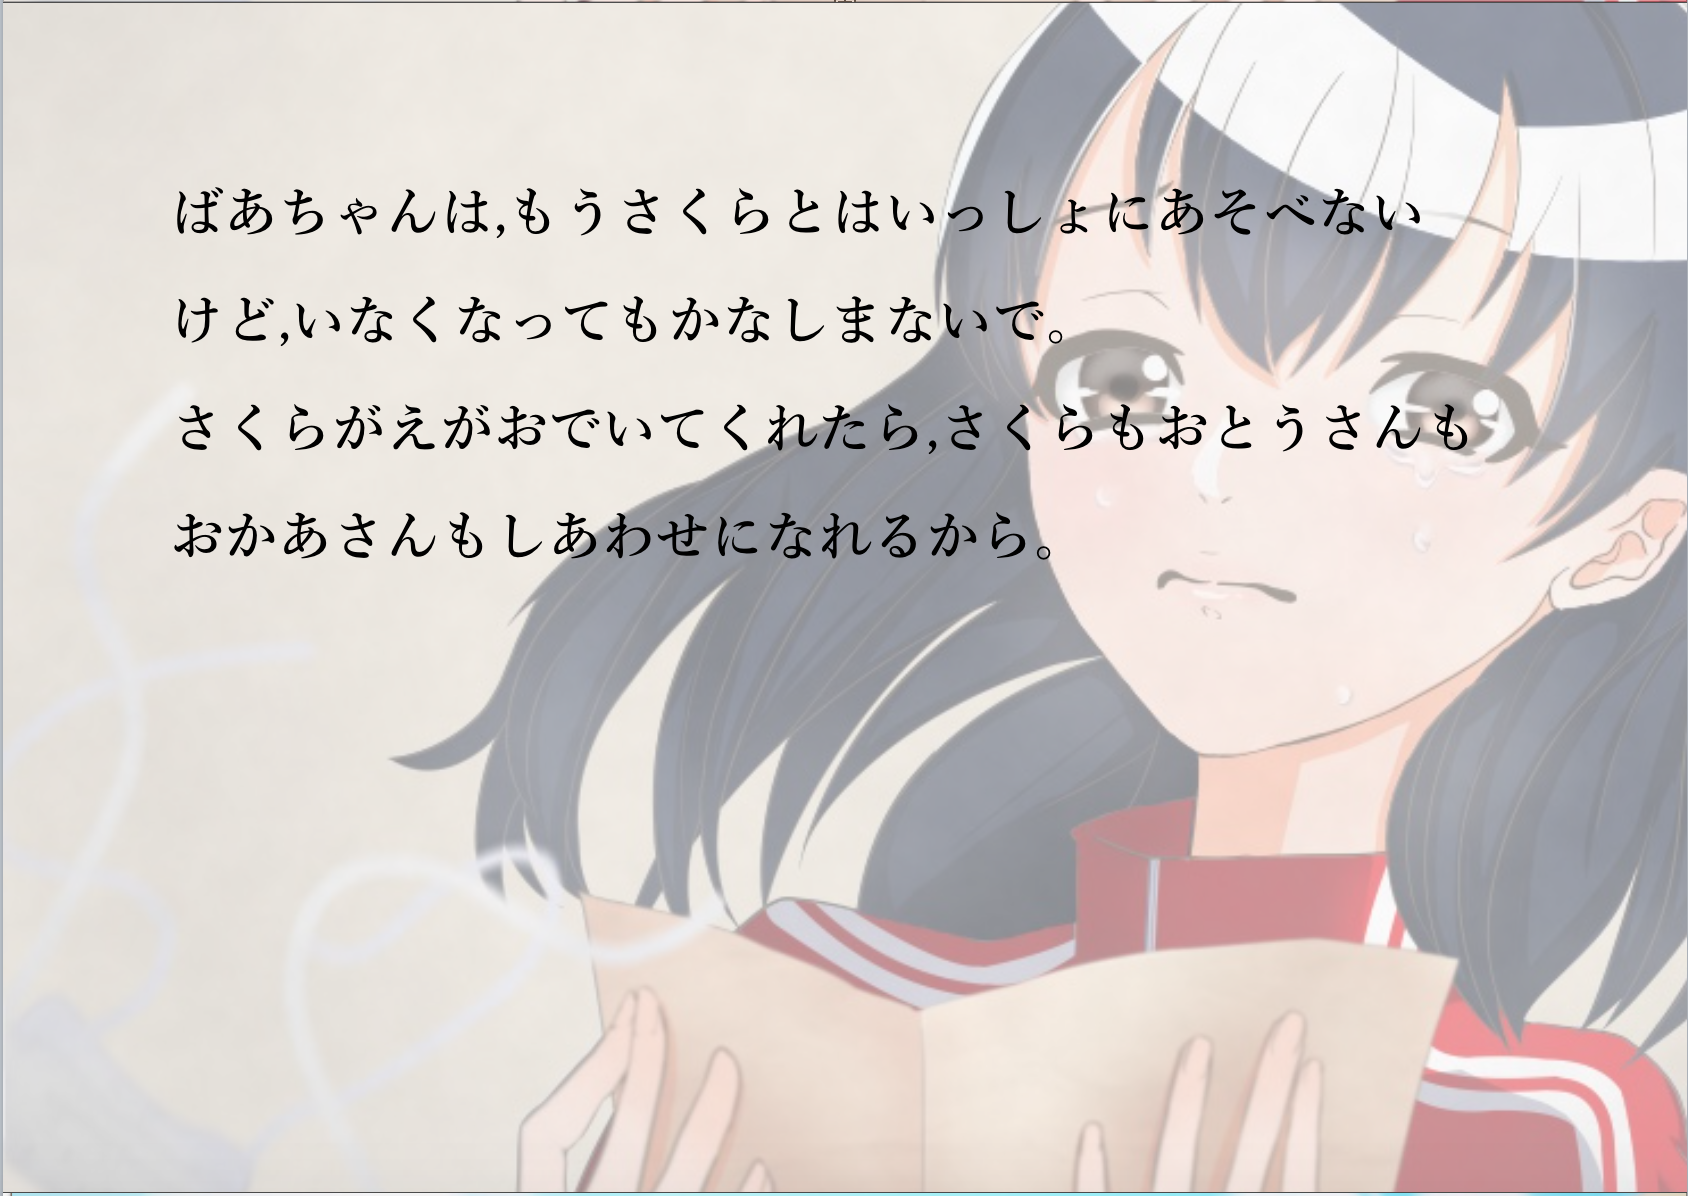 ばあちゃんは,もうさくらとはいっしょにあそべない
けど,いなくなってもかなしまないで。
さくらがえがおでいてくれたら,さくらもおとうさんも
おかあさんもしあわせになれるから。